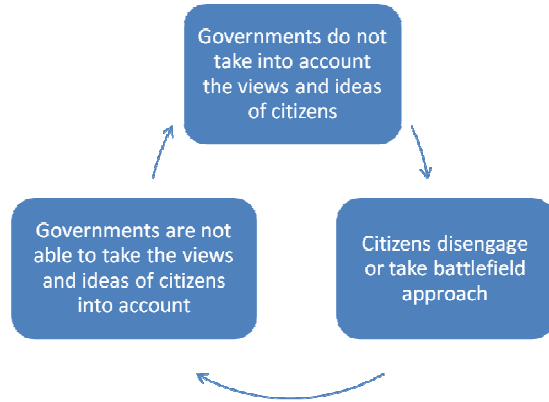 Governments do not
take into account
the views and ideas
of citizens
Citizens disengage
or take battlefield
approach
Governments are not
able to take the views
and ideas of citizens
into account